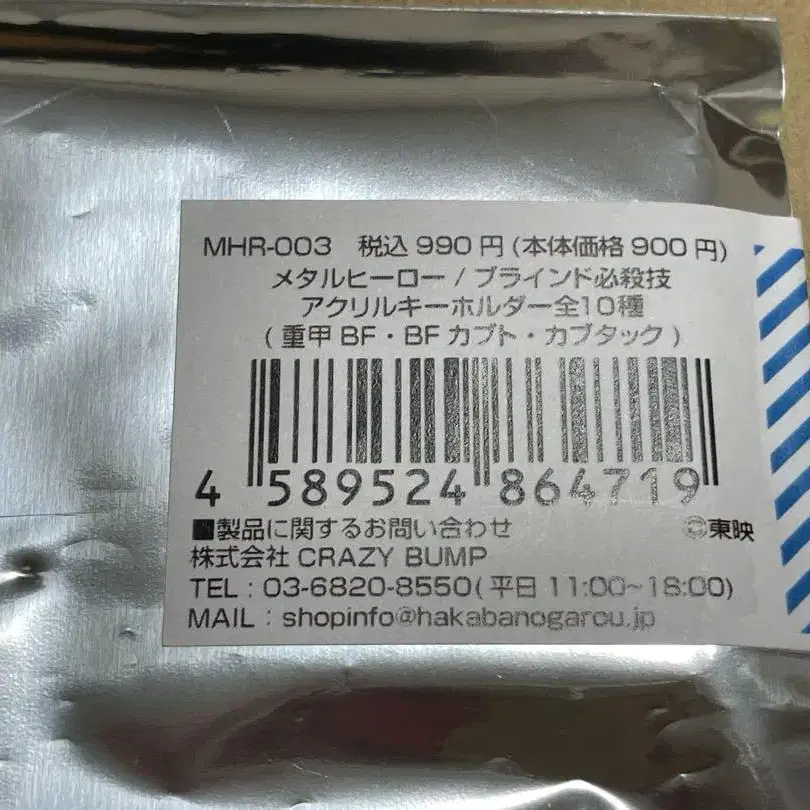 MHR-003 税込 990 円 (本体価格 900 円)
メタルヒーロー / ブラインド必殺技
アクリルキーホルダー全10種
( 重甲 BF・BF カブト・カブタック )
4 589524 864719
■製品に関するお問い合わせ ©東映
株式会社 CRAZY BUMP
TEL : 03-6820-8550( 平日 11:00~18:00)
MAIL : shopinfo@hakabanogarou.jp